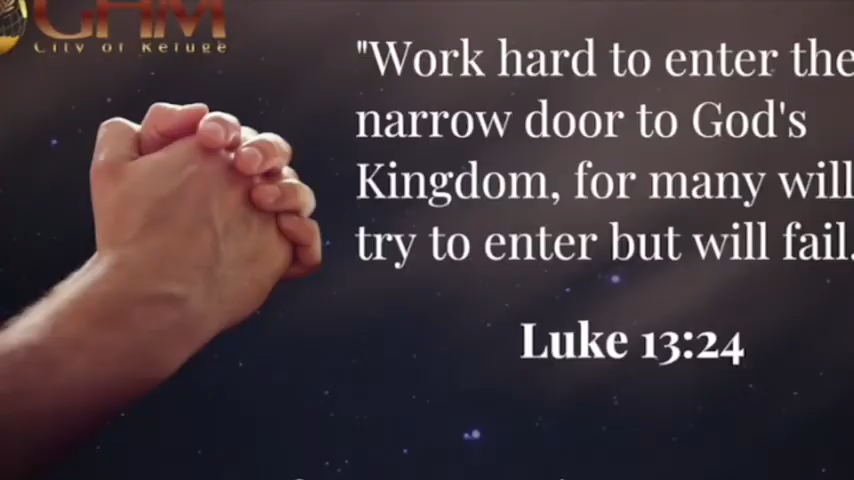 GHM
City of Refuge
"Work hard to enter the
narrow door to God's
Kingdom, for many will
try to enter but will fail.
Luke 13:24